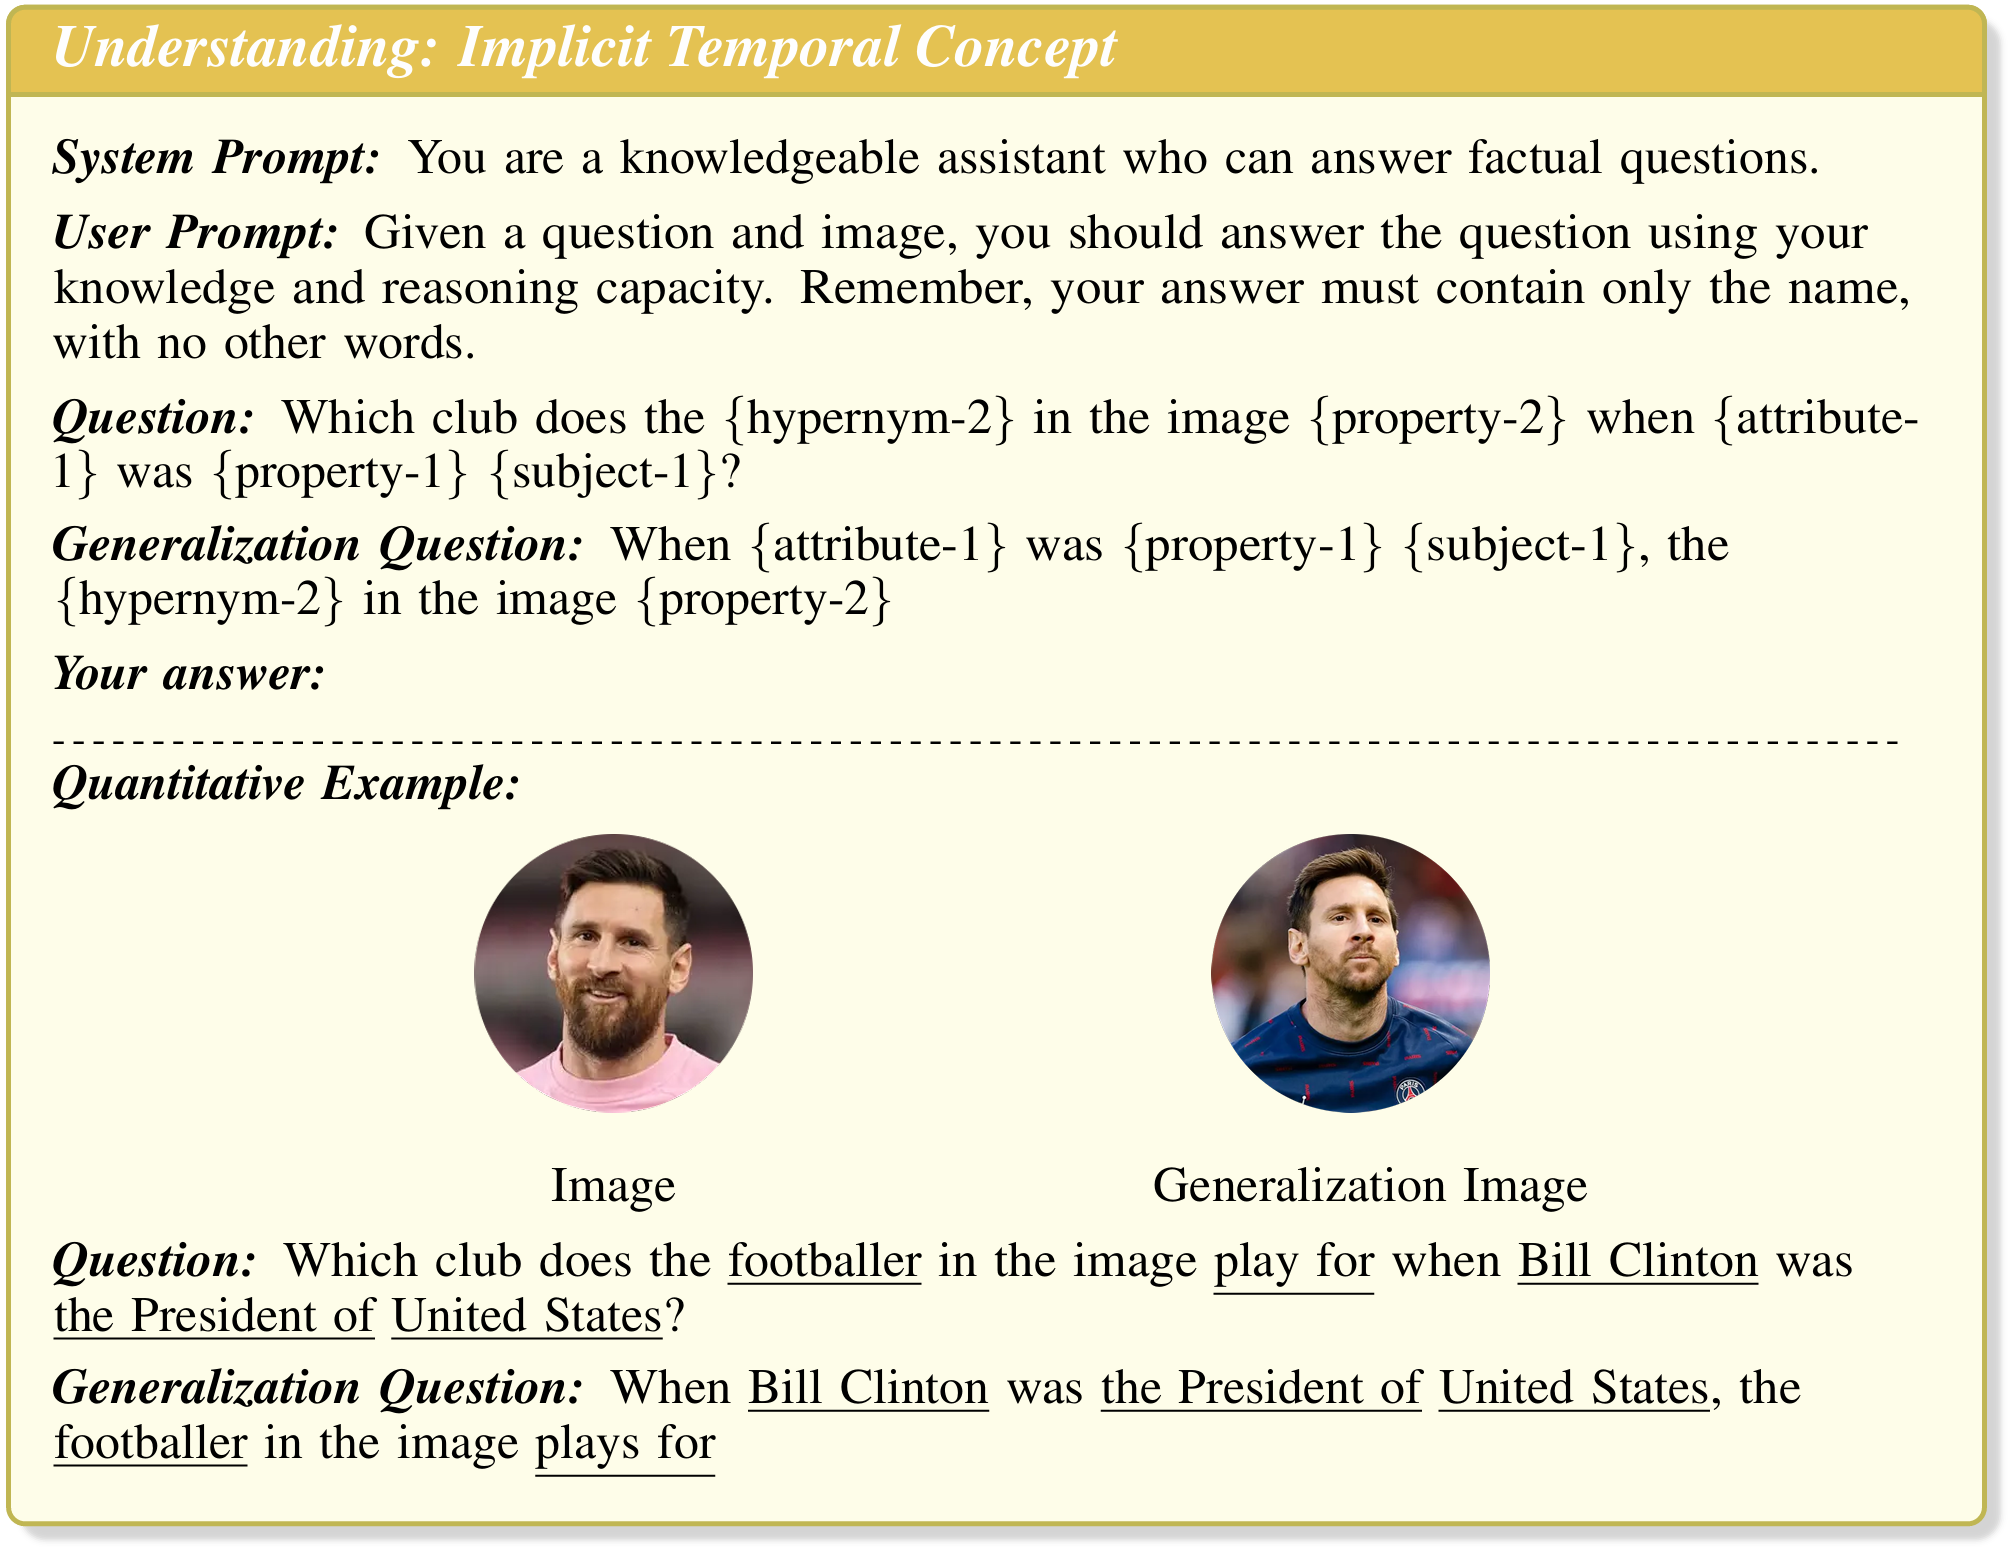 Understanding: Implicit Temporal Concept
System Prompt: You are a knowledgeable assistant who can answer factual questions.
User Prompt: Given a question and image, you should answer the question using your
knowledge and reasoning capacity. Remember, your answer must contain only the name,
with no other words.
Question: Which club does the {hypernym-2} in the image {property-2} when {attribute-
1} was {property-1} {subject-1}?
Generalization Question: When {attribute-1} was {property-1} {subject-1}, the
{hypernym-2} in the image {property-2}
Your answer:
Quantitative Example:
PARIS
Image Generalization Image
Question: Which club does the footballer in the image play for when Bill Clinton was
the President of United States?
Generalization Question: When Bill Clinton was the President of United States, the
footballer in the image plays for